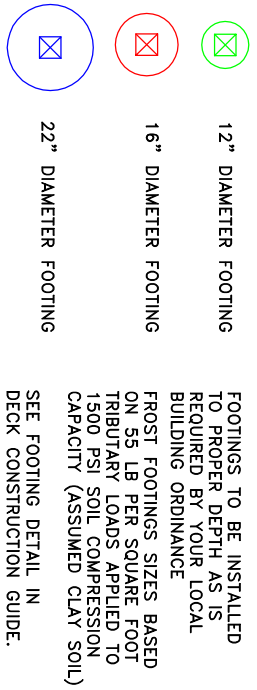 12” DIAMETER FOOTING
16” DIAMETER FOOTING
22” DIAMETER FOOTING
FOOTINGS TO BE INSTALLED
TO PROPER DEPTH AS IS
REQUIRED BY YOUR LOCAL
BUILDING ORDINANCE
FROST FOOTINGS SIZES BASED
ON 55 LB PER SQUARE FOOT
TRIBUTARY LOADS APPLIED TO
1500 PSI SOIL COMPRESSION
CAPACITY (ASSUMED CLAY SOIL)
SEE FOOTING DETAIL IN
DECK CONSTRUCTION GUIDE.